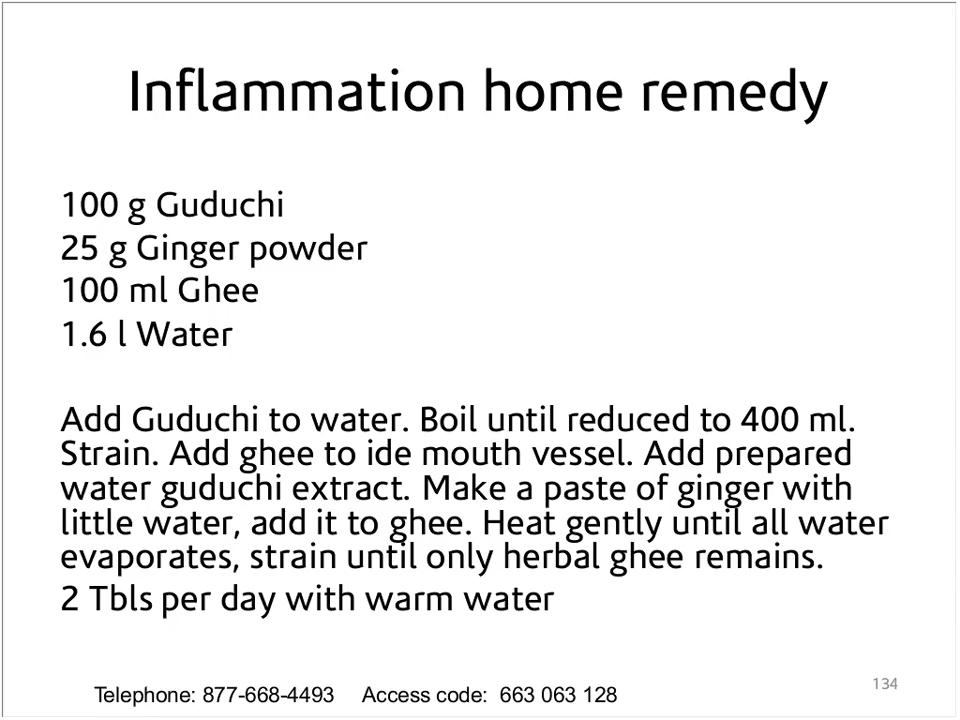 Inflammation home remedy
100 g Guduchi
25 g Ginger powder
100 ml Ghee
1.6 l Water
Add Guduchi to water. Boil until reduced to 400 ml.
Strain. Add ghee to ide mouth vessel. Add prepared
water guduchi extract. Make a paste of ginger with
little water, add it to ghee. Heat gently until all water
evaporates, strain until only herbal ghee remains.
2 Tbls per day with warm water
134
Telephone: 877-668-4493 Access code: 663 063 128